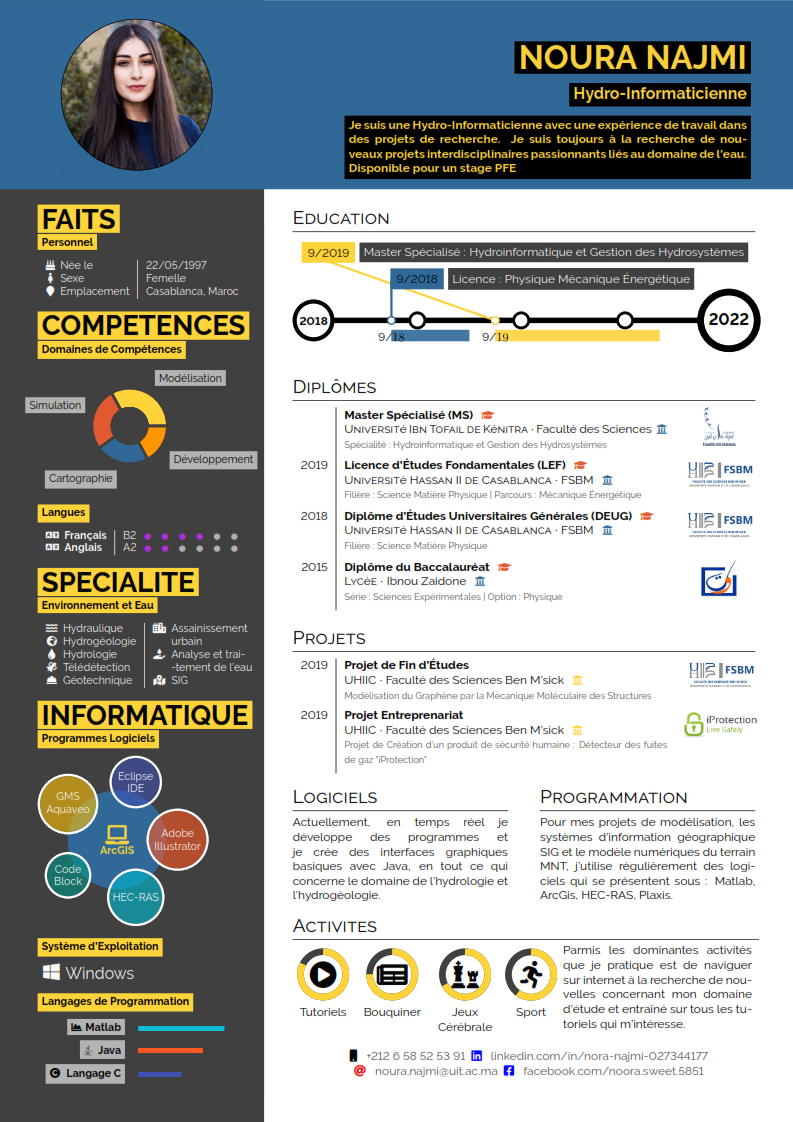 NOURA NAJMI
Hydro-Informaticienne
Je suis une Hydro-Informaticienne avec une expérience de travail dans
des projets de recherche. Je suis toujours à la recherche de nou-
veaux projets interdisciplinaires passionnants liés au domaine de l'eau.
Disponible pour un stage PFE
FAITS
Personnel
Née le 22/05/1997
Sexe Femelle
Emplacement Casablanca, Maroc
COMPETENCES
Domaines de Compétences
Modélisation
Simulation
Développement
Cartographie
Langues
Français B2
Anglais A2
SPECIALITE
Environnement et Eau
Hydraulique
Hydrogéologie
Hydrologie
Télédétection
Géotechnique
Assainissement
urbain
Analyse et trai-
-tement de l'eau
SIG
INFORMATIQUE
Programmes Logiciels
Eclipse
IDE
GMS
Aquaveo
Adobe
Illustrator
ArcGIS
Code
Block
HEC-RAS
Système d'Exploitation
Windows
Langages de Programmation
Matlab
Java
Langage C
EDUCATION
9/2019 Master Spécialisé : Hydroinformatique et Gestion des Hydrosystèmes
9/2018 Licence : Physique Mécanique Énergétique
2018
2022
9/18
9/19
DIPLÔMES
Master Spécialisé (MS)
UNIVERSITÉ IBN TOFAIL DE KÉNITRA · Faculté des Sciences
Spécialité : Hydroinformatique et Gestion des Hydrosystèmes
2019 Licence d'Études Fondamentales (LEF)
UNIVERSITÉ HASSAN II DE CASABLANCA · FSBM
Filière : Science Matière Physique | Parcours : Mécanique Énergétique
FSBM
2018 Diplôme d'Études Universitaires Générales (DEUG)
UNIVERSITÉ HASSAN II DE CASABLANCA · FSBM
Filière : Science Matière Physique
FSBM
2015 Diplôme du Baccalauréat
LYCÉE · Ibnou Zaidone
Série : Sciences Expérimentales | Option : Physique
PROJETS
2019 Projet de Fin d'Études
UHIIC · Faculté des Sciences Ben M'sick
Modélisation du Graphène par la Mécanique Moléculaire des Structures
FSBM
2019 Projet Entreprenariat
UHIIC · Faculté des Sciences Ben M'sick
Projet de Création d'un produit de sécurité humaine : Détecteur des fuites
de gaz "iProtection"
iProtection
Live Safely
LOGICIELS
Actuellement, en temps réel je
développe des programmes et
je crée des interfaces graphiques
basiques avec Java, en tout ce qui
concerne le domaine de l'hydrologie et
l'hydrogéologie.
PROGRAMMATION
Pour mes projets de modélisation, les
systèmes d'information géographique
SIG et le modèle numériques du terrain
MNT, j'utilise régulièrement des logi-
ciels qui se présentent sous : Matlab,
ArcGis, HEC-RAS, Plaxis.
ACTIVITES
Tutoriels
Bouquiner
Jeux
Cérébrale
Sport
Parmis les dominantes activités
que je pratique est de naviguer
sur internet à la recherche de nou-
velles concernant mon domaine
d'étude et entraîné sur tous les tu-
toriels qui m'intéresse.
+212 6 58 52 53 91 linkedin.com/in/nora-najmi-027344177
noura.najmi@uit.ac.ma facebook.com/noora.sweet.5851